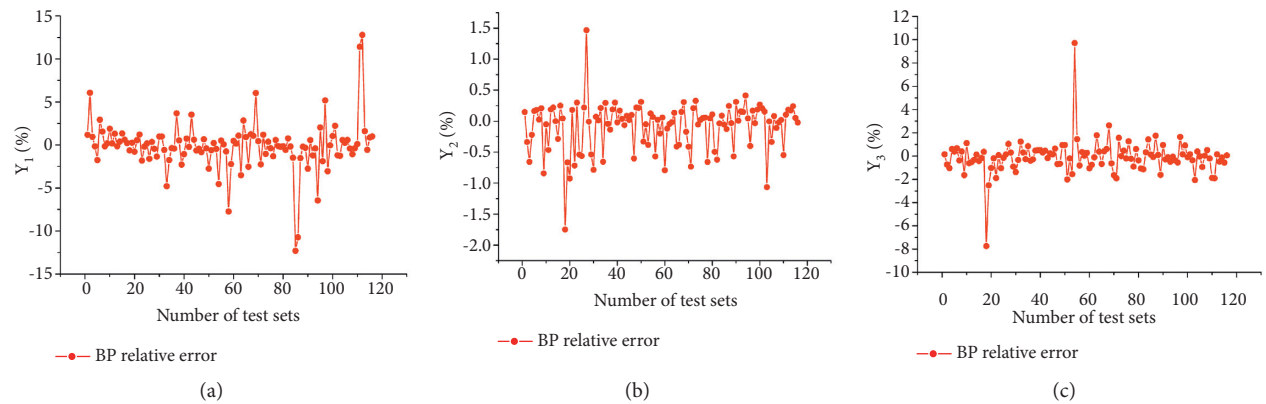 15
10
5
0
-5
-10
-15
Y1 (%)
0 20 40 60 80 100 120
Number of test sets
BP relative error
(a)
1.5
1.0
0.5
0.0
-0.5
-1.0
-1.5
-2.0
Y2 (%)
0 20 40 60 80 100 120
Number of test sets
BP relative error
(b)
12
10
8
6
4
2
0
-2
-4
-6
-8
-10
Y3 (%)
0 20 40 60 80 100 120
Number of test sets
BP relative error
(c)